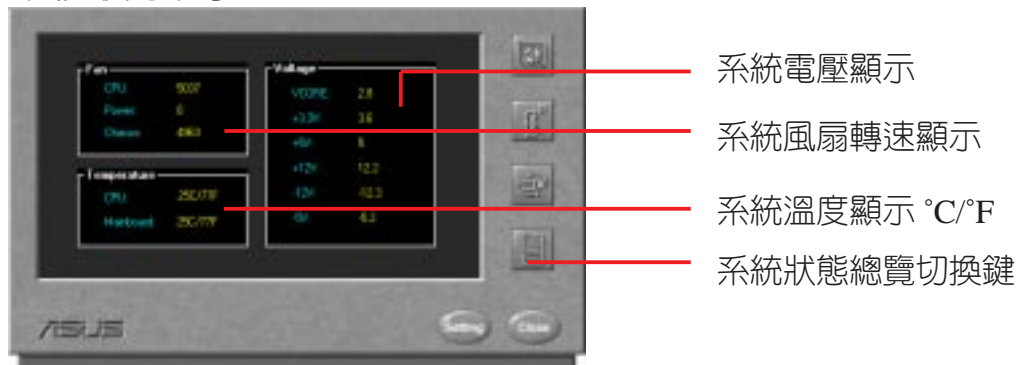 Fan
CPU 5037
Power 0
Chassis 4963
Temperature
CPU 25C/77F
Mainboard 25C/77F
Voltage
VCORE 2.8
+3.3V 3.6
+5V 5
+12V 12.2
-12V -12.3
-5V -5.2
ASUS
Setting
Close
系統電壓顯示
系統風扇轉速顯示
系統溫度顯示 °C/°F
系統狀態總覽切換鍵